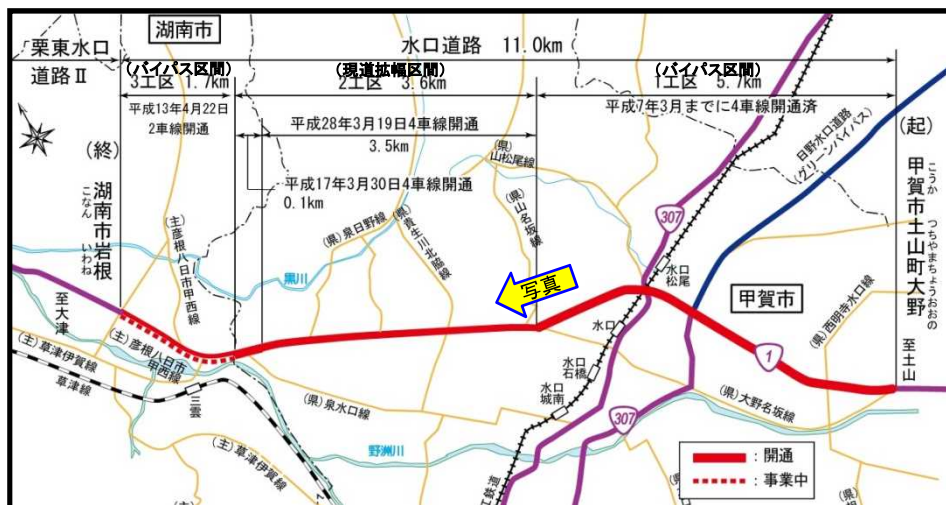 湖南市
栗東水口
道路Ⅱ
水口道路 11.0km
(バイパス区間)
3工区 1.7km
(現道拡幅区間)
2工区 3.6km
(バイパス区間)
1工区 5.7km
平成13年4月22日
2車線開通
平成28年3月19日4車線開通
3.5km
平成7年3月までに4車線開通済
平成17年3月30日4車線開通
0.1km
(終)
湖南市岩根
こなん
いわね
(起)
甲賀市土山町大野
こうか
つちやまちょうおおの
至大津
至土山
(主)彦根八日市甲西線
(県)泉日野線
(県)貴生川北脇線
(県)山松尾線
(県)山名坂線
日野水口道路
(グリーンバイパス)
307
黒川
写真
水口
松尾
甲賀市
(県)西明寺水口線
水口
水口
石橋
水口
城南
1
(主)彦根八日市
甲西線
(主)草津伊賀線
草津線
三雲
(県)泉水口線
(県)大野名坂線
307
野洲川
(主)草津伊賀線
江鉄道
:開通
:事業中
(主)
(県)
(県)